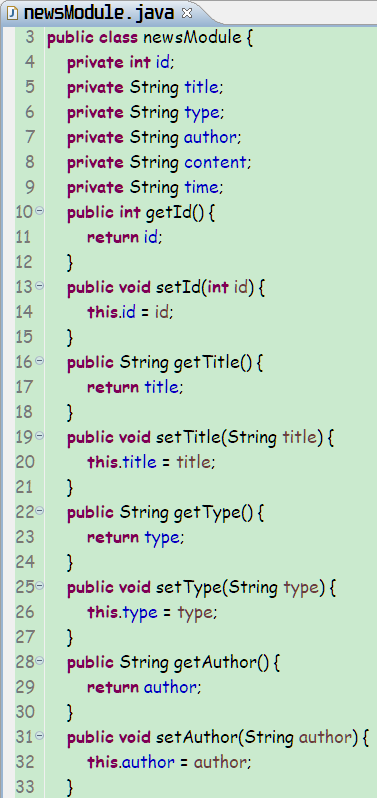 newsModule.java
3 public class newsModule {
4 private int id;
5 private String title;
6 private String type;
7 private String author;
8 private String content;
9 private String time;
10 public int getId() {
11 return id;
12 }
13 public void setId(int id) {
14 this.id = id;
15 }
16 public String getTitle() {
17 return title;
18 }
19 public void setTitle(String title) {
20 this.title = title;
21 }
22 public String getType() {
23 return type;
24 }
25 public void setType(String type) {
26 this.type = type;
27 }
28 public String getAuthor() {
29 return author;
30 }
31 public void setAuthor(String author) {
32 this.author = author;
33 }